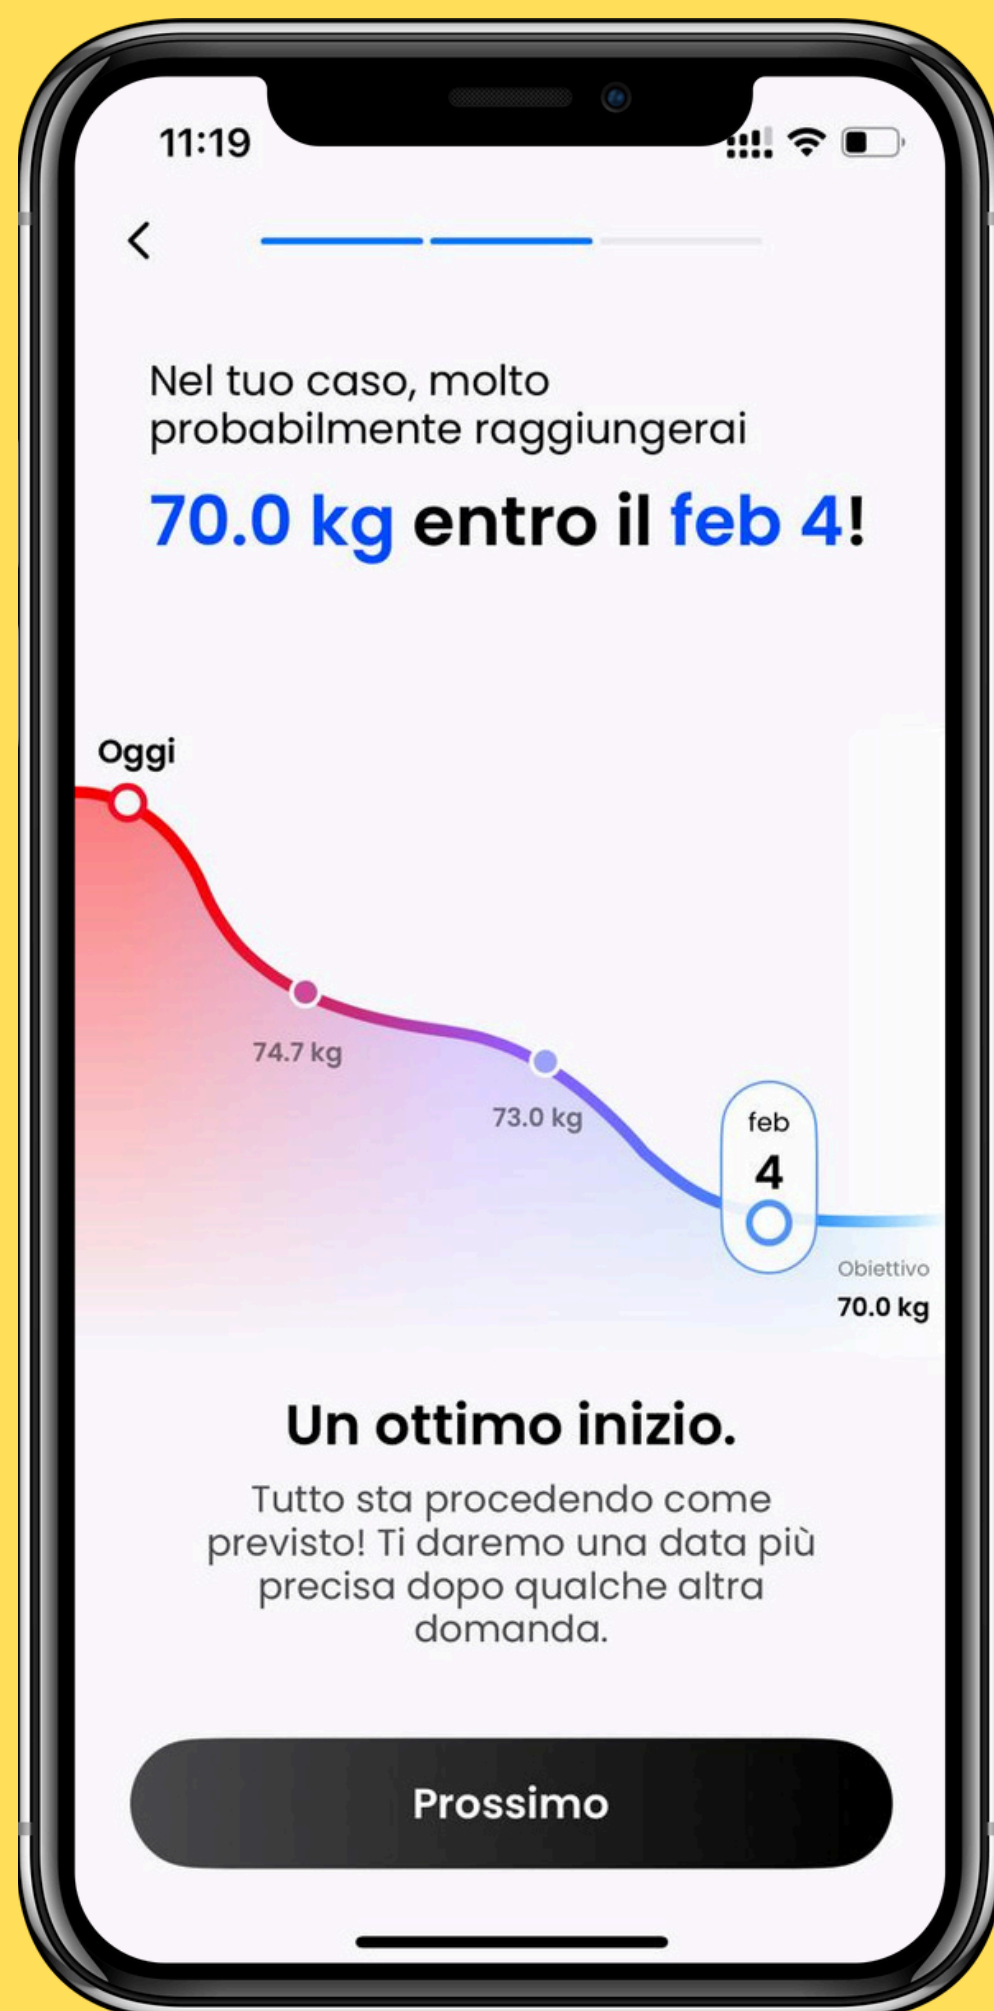 11:19
Nel tuo caso, molto
probabilmente raggiungerai
70.0 kg entro il feb 4!
Oggi
74.7 kg
73.0 kg
feb
4
Obiettivo
70.0 kg
Un ottimo inizio.
Tutto sta procedendo come
previsto! Ti daremo una data più
precisa dopo qualche altra
domanda.
Prossimo